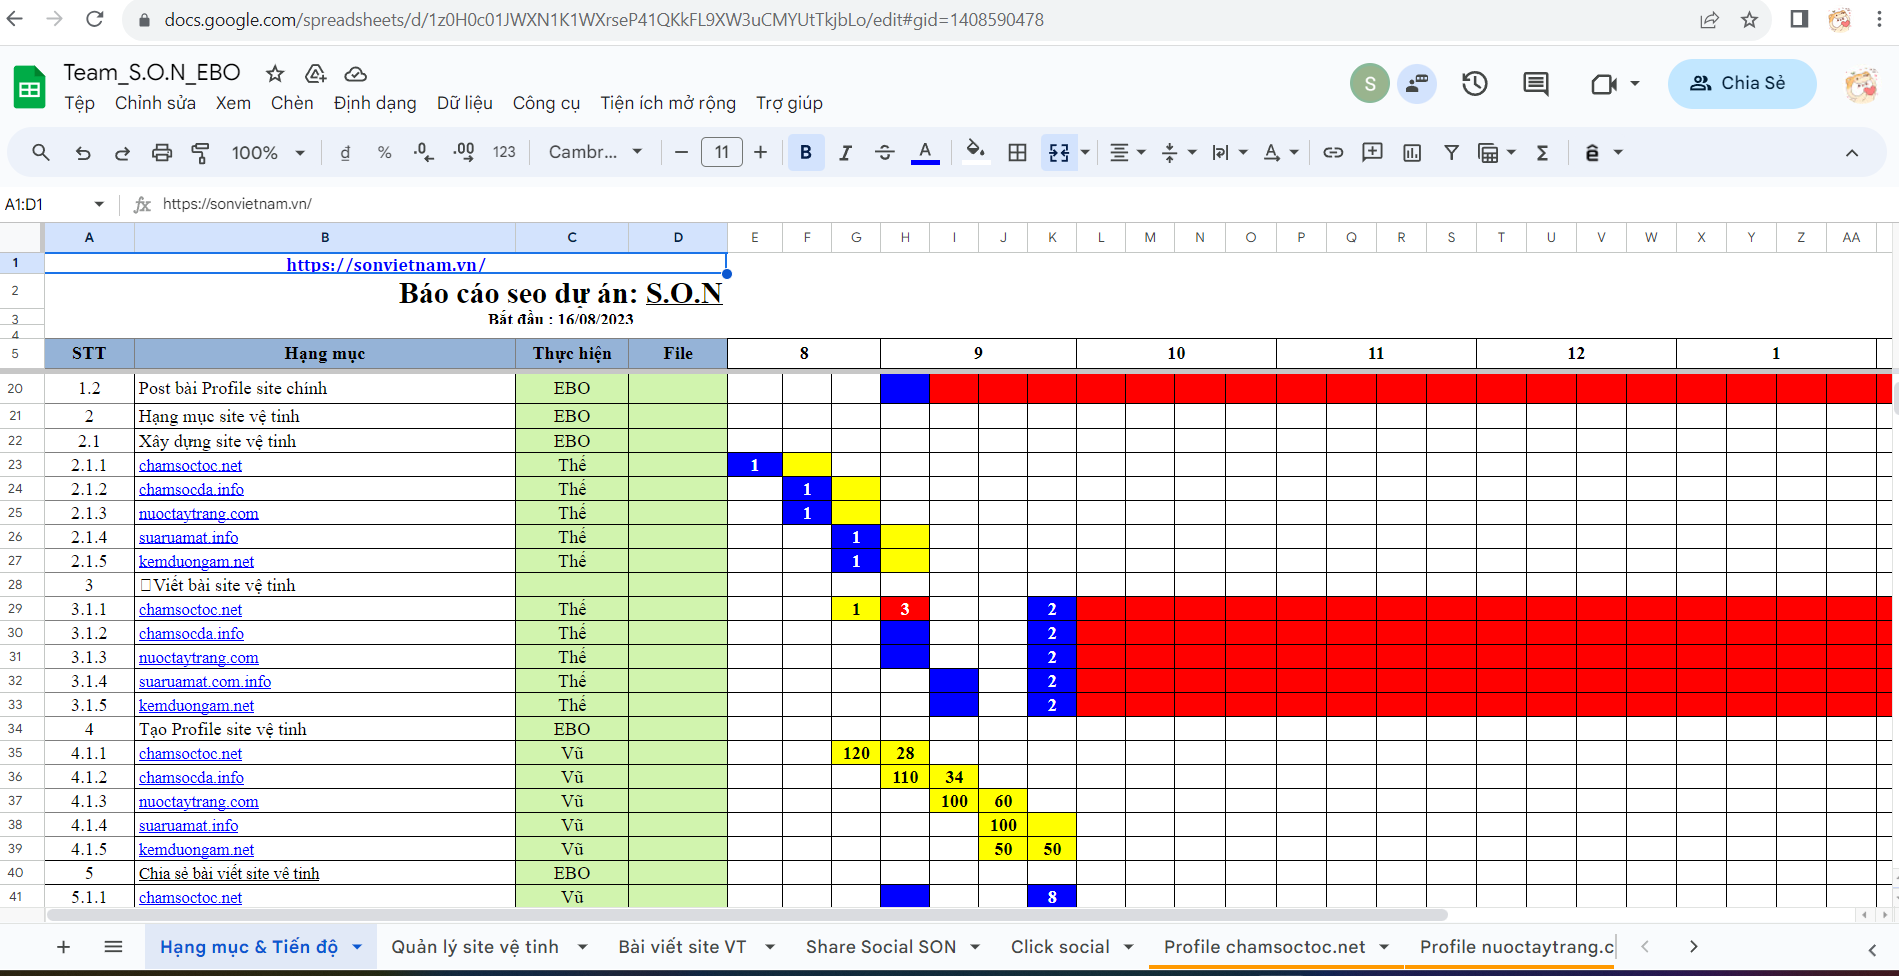 docs.google.com/spreadsheets/d/1z0H0c01JWXN1K1WXrseP41QKkFL9XW3uCMYUtTkjbLo/edit#gid=1408590478
Team_S.O.N_EBO
S
Chia Sẻ
Tệp Chỉnh sửa Xem Chèn Định dạng Dữ liệu Công cụ Tiện ích mở rộng Trợ giúp
100% đ % .0 .00 123 Cambr... 11 B I A ê
A1:D1 fx https://sonvietnam.vn/
A B C D E F G H I J K L M N O P Q R S T U V W X Y Z AA
1 https://sonvietnam.vn/
2 Báo cáo seo dự án: S.O.N
3 Bắt đầu : 16/08/2023
4
5 STT Hạng mục Thực hiện File 8 9 10 11 12 1
20 1.2 Post bài Profile site chính EBO
21 2 Hạng mục site vệ tinh EBO
22 2.1 Xây dựng site vệ tinh EBO
23 2.1.1 chamsoctoc.net Thế 1
24 2.1.2 chamsocda.info Thế 1
25 2.1.3 nuoctaytrang.com Thế 1
26 2.1.4 suaruamat.info Thế 1
27 2.1.5 kemduongam.net Thế 1
28 3 Viết bài site vệ tinh
29 3.1.1 chamsoctoc.net Thế 1 3 2
30 3.1.2 chamsocda.info Thế 2
31 3.1.3 nuoctaytrang.com Thế 2
32 3.1.4 suaruamat.com.info Thế 2
33 3.1.5 kemduongam.net Thế 2
34 4 Tạo Profile site vệ tinh EBO
35 4.1.1 chamsoctoc.net Vũ 120 28
36 4.1.2 chamsocda.info Vũ 110 34
37 4.1.3 nuoctaytrang.com Vũ 100 60
38 4.1.4 suaruamat.info Vũ 100
39 4.1.5 kemduongam.net Vũ 50 50
40 5 Chia sẻ bài viết site vệ tinh EBO
41 5.1.1 chamsoctoc.net Vũ 8
Hạng mục & Tiến độ Quản lý site vệ tinh Bài viết site VT Share Social SON Click social Profile chamsoctoc.net Profile nuoctaytrang.c